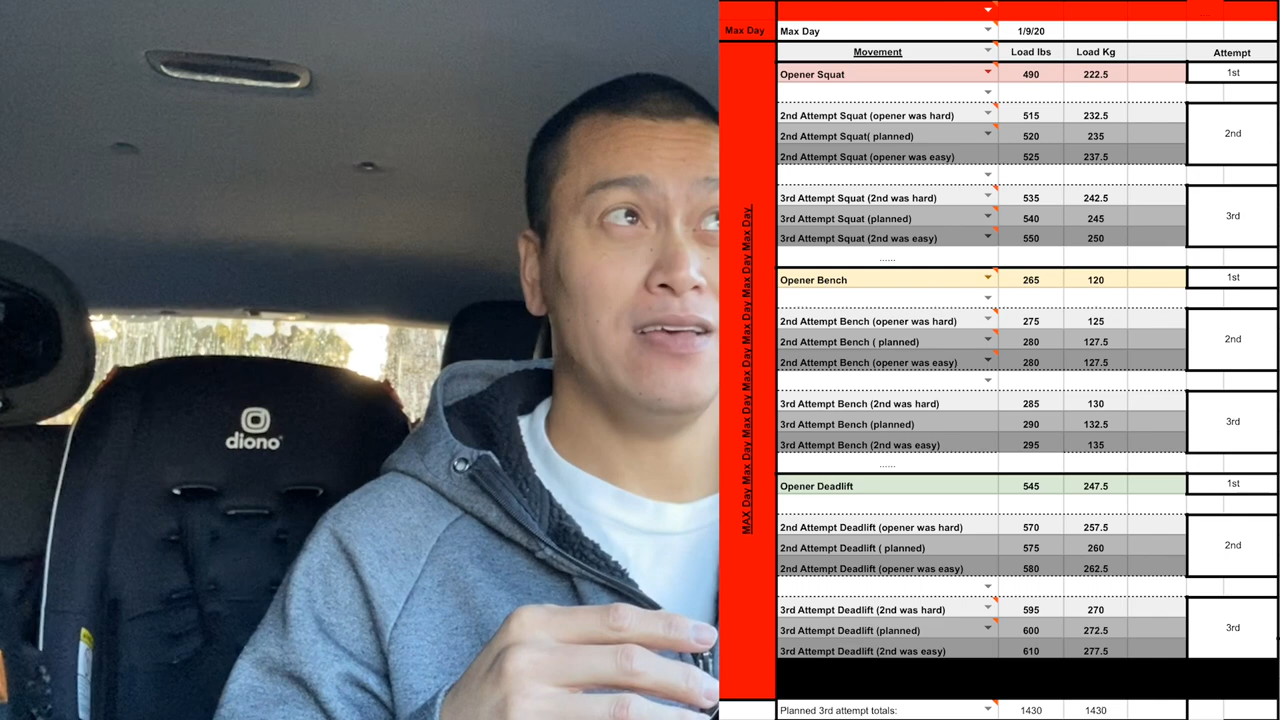 diono
Max Day Max Day 1/9/20
Movement Load lbs Load Kg Attempt
Opener Squat 490 222.5 1st
2nd Attempt Squat (opener was hard) 515 232.5
2nd Attempt Squat( planned) 520 235 2nd
2nd Attempt Squat (opener was easy) 525 237.5
3rd Attempt Squat (2nd was hard) 535 242.5
3rd Attempt Squat (planned) 540 245 3rd
3rd Attempt Squat (2nd was easy) 550 250
......
Opener Bench 265 120 1st
2nd Attempt Bench (opener was hard) 275 125
2nd Attempt Bench ( planned) 280 127.5 2nd
2nd Attempt Bench (opener was easy) 280 127.5
3rd Attempt Bench (2nd was hard) 285 130
3rd Attempt Bench (planned) 290 132.5 3rd
3rd Attempt Bench (2nd was easy) 295 135
......
Opener Deadlift 545 247.5 1st
2nd Attempt Deadlift (opener was hard) 570 257.5
2nd Attempt Deadlift ( planned) 575 260 2nd
2nd Attempt Deadlift (opener was easy) 580 262.5
3rd Attempt Deadlift (2nd was hard) 595 270
3rd Attempt Deadlift (planned) 600 272.5 3rd
3rd Attempt Deadlift (2nd was easy) 610 277.5
Planned 3rd attempt totals: 1430 1430
MAX Day Max Day Max Day Max Day Max Day Max Day Max Day